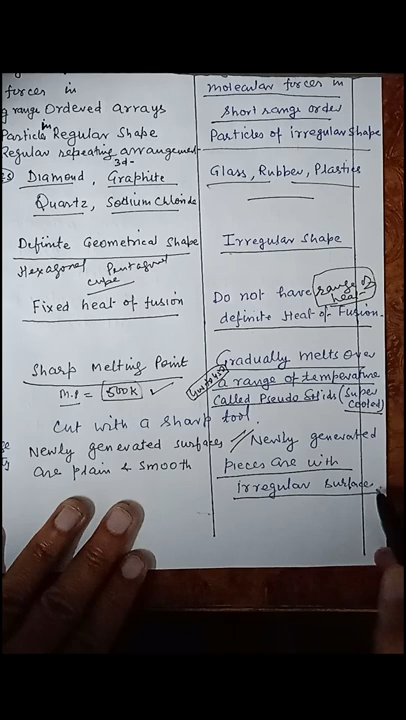 forces in
g range Ordered arrays
Particles in Regular Shape
Regular repeating arrangement
3d-
Diamond, Graphite
Quartz, Sodium Chloride
Definite Geometrical Shape
Hexagonal Pentagonal
cube
Fixed heat of fusion
Sharp Melting Point
M.P = 500K ✓
Cut with a sharp tool.
Newly generated surfaces //
are plain & smooth
molecular forces in
Short range order
Particles of irregular shape
Glass, Rubber, Plastics
Irregular Shape
Do not have range of
heat
definite Heat of Fusion.
Gradually melts over
a range of temperature
Called Pseudo Solids (Super
Cooled)
Newly generated
pieces are with
irregular surface